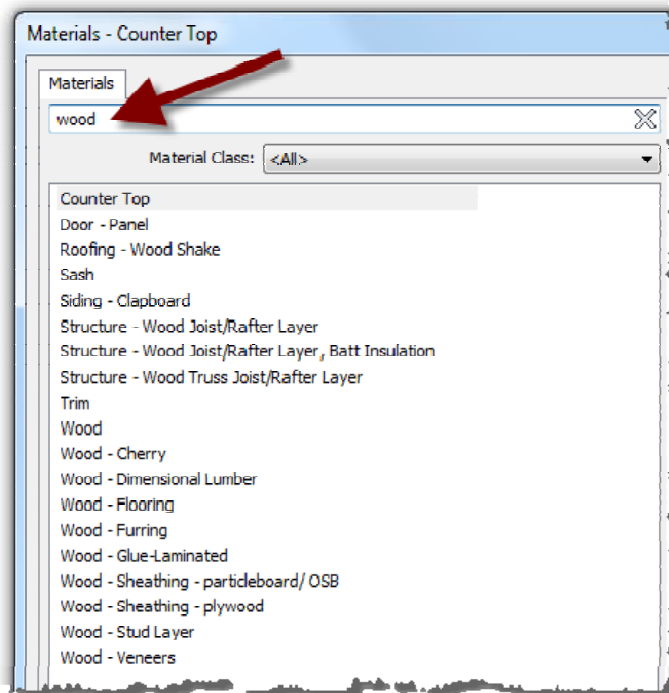 Materials - Counter Top
Materials
wood
Material Class: <All>
Counter Top
Door - Panel
Roofing - Wood Shake
Sash
Siding - Clapboard
Structure - Wood Joist/Rafter Layer
Structure - Wood Joist/Rafter Layer, Batt Insulation
Structure - Wood Truss Joist/Rafter Layer
Trim
Wood
Wood - Cherry
Wood - Dimensional Lumber
Wood - Flooring
Wood - Furring
Wood - Glue-Laminated
Wood - Sheathing - particleboard/OSB
Wood - Sheathing - plywood
Wood - Stud Layer
Wood - Veneers